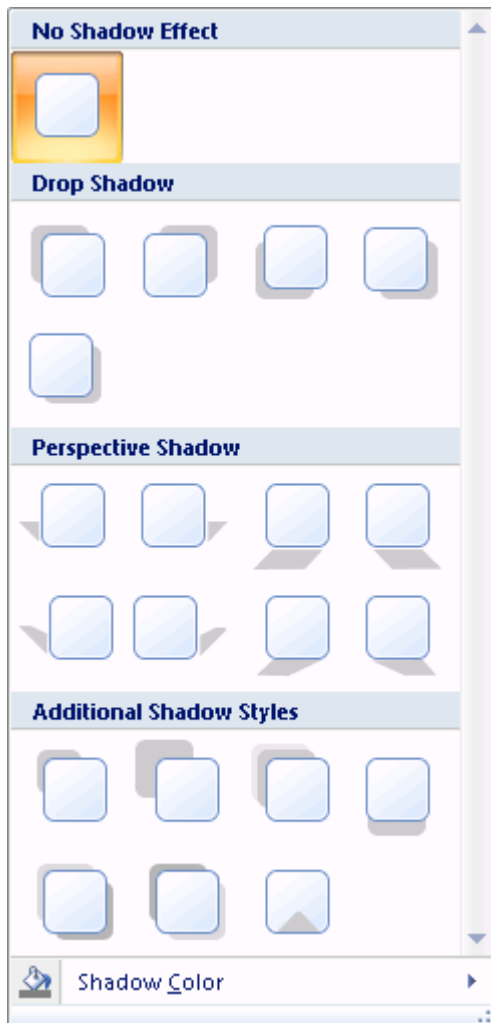 No Shadow Effect
Drop Shadow
Perspective Shadow
Additional Shadow Styles
Shadow Color